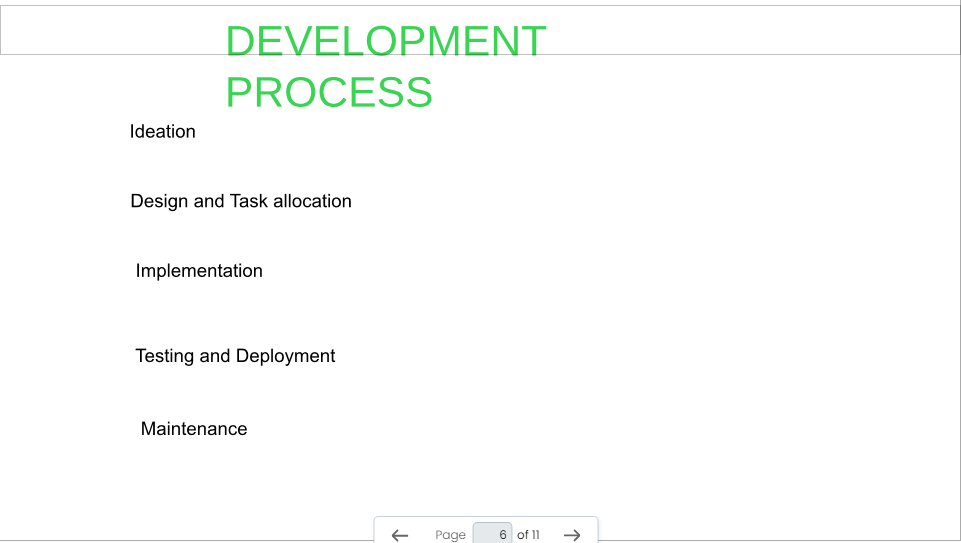 DEVELOPMENT
PROCESS
Ideation
Design and Task allocation
Implementation
Testing and Deployment
Maintenance
Page 6 of 11